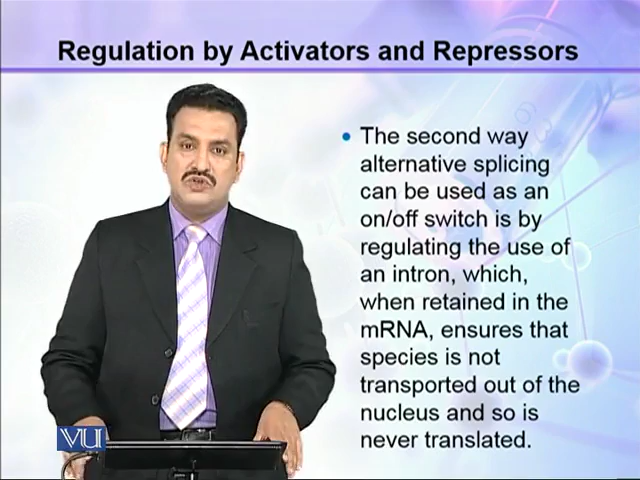 Regulation by Activators and Repressors
• The second way
alternative splicing
can be used as an
on/off switch is by
regulating the use of
an intron, which,
when retained in the
mRNA, ensures that
species is not
transported out of the
nucleus and so is
never translated.
VU